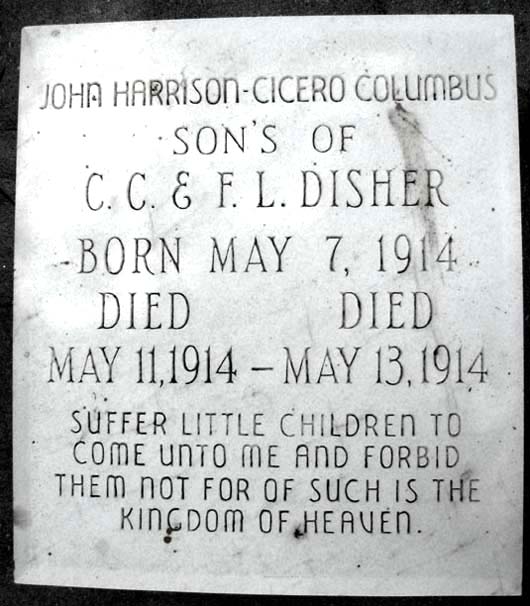 JOHN HARRISON-CICERO COLUMBUS
SON'S OF
C. C. & F. L. DISHER
BORN MAY 7, 1914
DIED DIED
MAY 11, 1914 – MAY 13, 1914
SUFFER LITTLE CHILDREN TO
COME UNTO ME AND FORBID
THEM NOT FOR OF SUCH IS THE
KINGDOM OF HEAVEN.